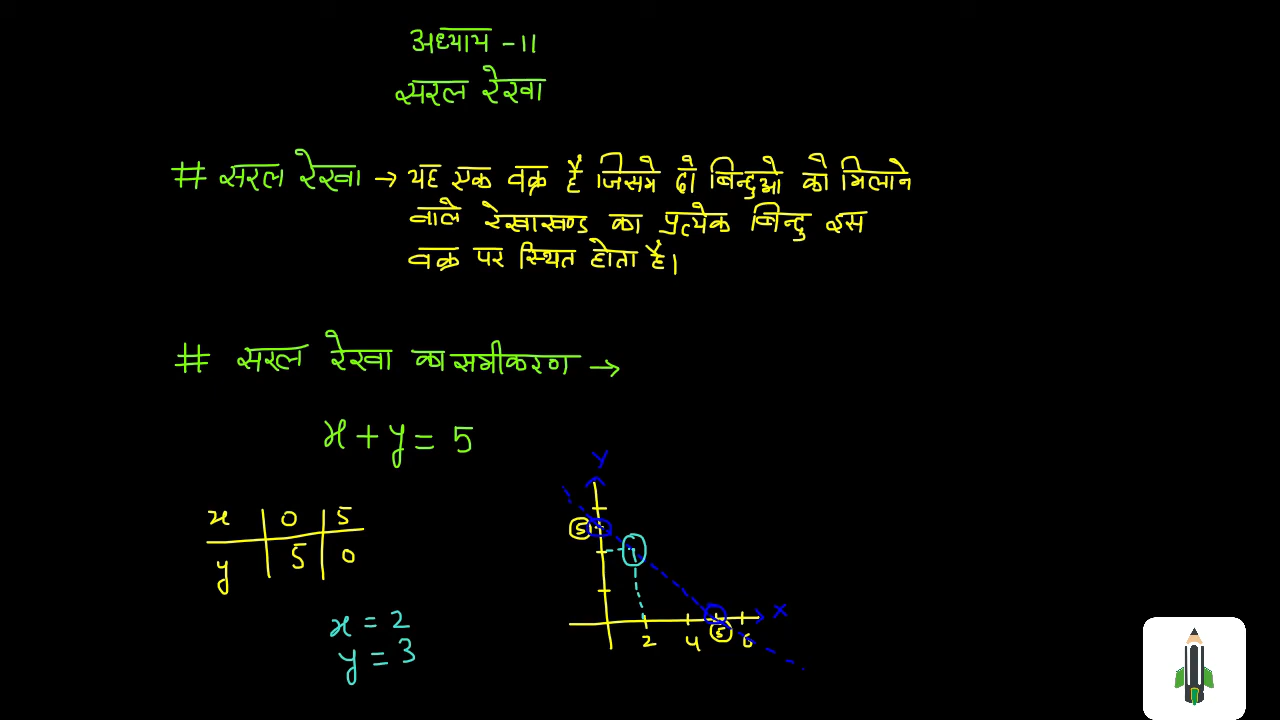 अध्याय -11
सरल रेखा
# सरल रेखा → यह एक वक्र है जिसमे दो बिन्दुओ को मिलाने
वाले रेखाखण्ड का प्रत्येक बिन्दु इस
वक्र पर स्थित होता है।
# सरल रेखा का समीकरण →
x + y = 5
x 0 5
y 5 0
x = 2
y = 3
Y
5
X
2 4 5 6